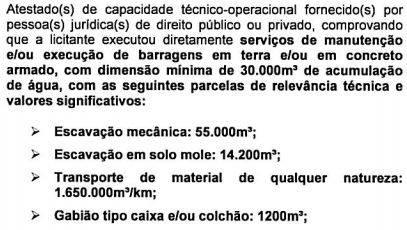 Atestado(s) de capacidade técnico-operacional fornecido(s) por
pessoa(s) jurídica(s) de direito público ou privado, comprovando
que a licitante executou diretamente serviços de manutenção
e/ou execução de barragens em terra e/ou em concreto
armado, com dimensão mínima de 30.000m³ de acumulação
de água, com as seguintes parcelas de relevância técnica e
valores significativos:
➢ Escavação mecânica: 55.000m³;
➢ Escavação em solo mole: 14.200m³;
➢ Transporte de material de qualquer natureza:
1.650.000m³/km;
➢ Gabião tipo caixa e/ou colchão: 1200m³;